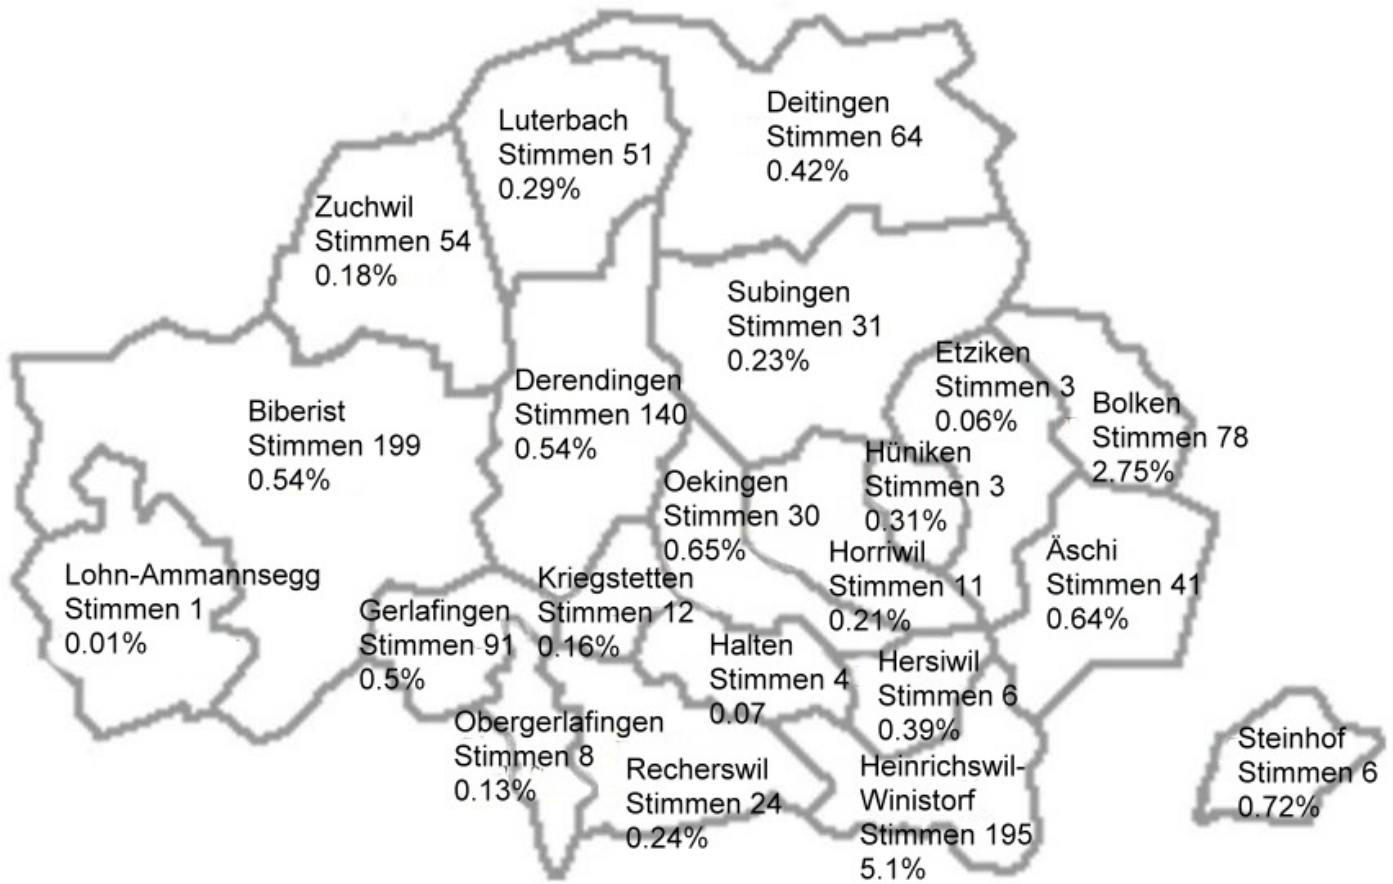 Deitingen
Stimmen 64
0.42%
Luterbach
Stimmen 51
0.29%
Zuchwil
Stimmen 54
0.18%
Subingen
Stimmen 31
0.23%
Etziken
Stimmen 3
0.06%
Bolken
Stimmen 78
2.75%
Derendingen
Stimmen 140
0.54%
Biberist
Stimmen 199
0.54%
Hüniken
Stimmen 3
0.31%
Oekingen
Stimmen 30
0.65%
Horriwil
Stimmen 11
0.21%
Äschi
Stimmen 41
0.64%
Lohn-Ammannsegg
Stimmen 1
0.01%
Kriegstetten
Stimmen 12
0.16%
Gerlafingen
Stimmen 91
0.5%
Halten
Stimmen 4
0.07
Hersiwil
Stimmen 6
0.39%
Obergerlafingen
Stimmen 8
0.13%
Recherswil
Stimmen 24
0.24%
Heinrichswil-
Winistorf
Stimmen 195
5.1%
Steinhof
Stimmen 6
0.72%